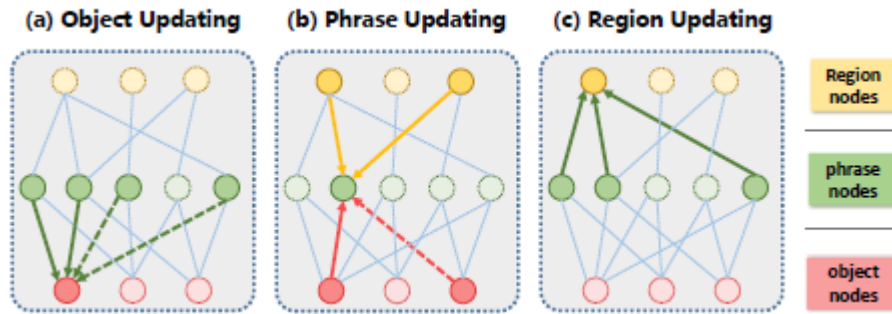 (a) Object Updating
(b) Phrase Updating
(c) Region Updating
Region
nodes
phrase
nodes
object
nodes